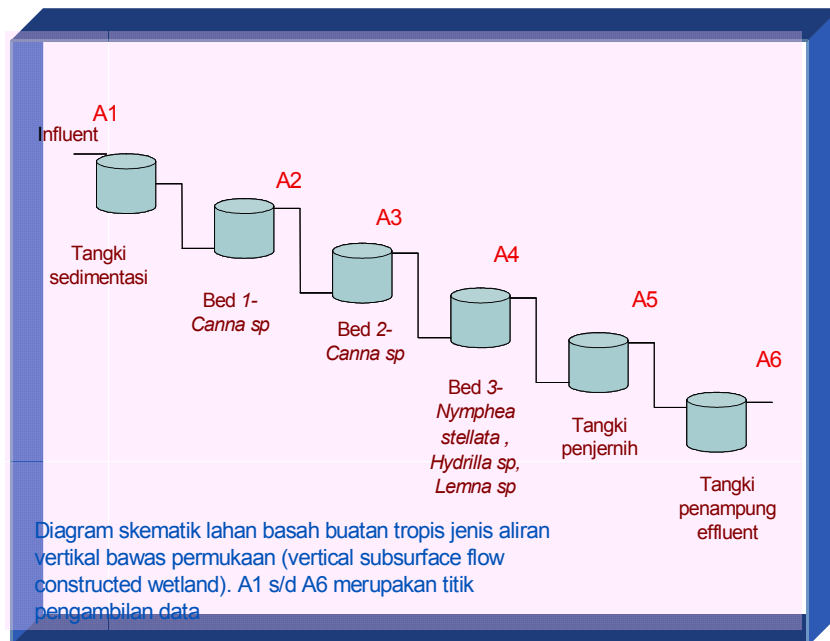 A1
Influent
A2
A3
A4
A5
A6
Tangki
sedimentasi
Bed 1-
Canna sp
Bed 2-
Canna sp
Bed 3-
Nymphea
stellata ,
Hydrilla sp,
Lemna sp
Tangki
penjernih
Tangki
penampung
effluent
Diagram skematik lahan basah buatan tropis jenis aliran
vertikal bawas permukaan (vertical subsurface flow
constructed wetland). A1 s/d A6 merupakan titik
pengambilan data